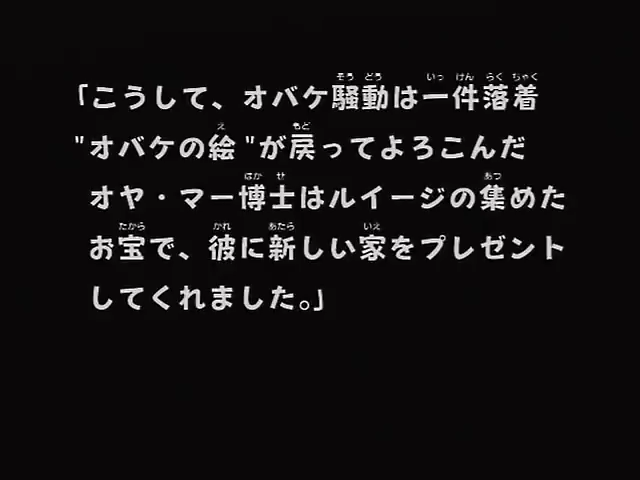 「こうして、オバケ騒動は一件落着
"オバケの絵"が戻ってよろこんだ
オヤ・マー博士はルイージの集めた
お宝で、彼に新しい家をプレゼント
してくれました。」